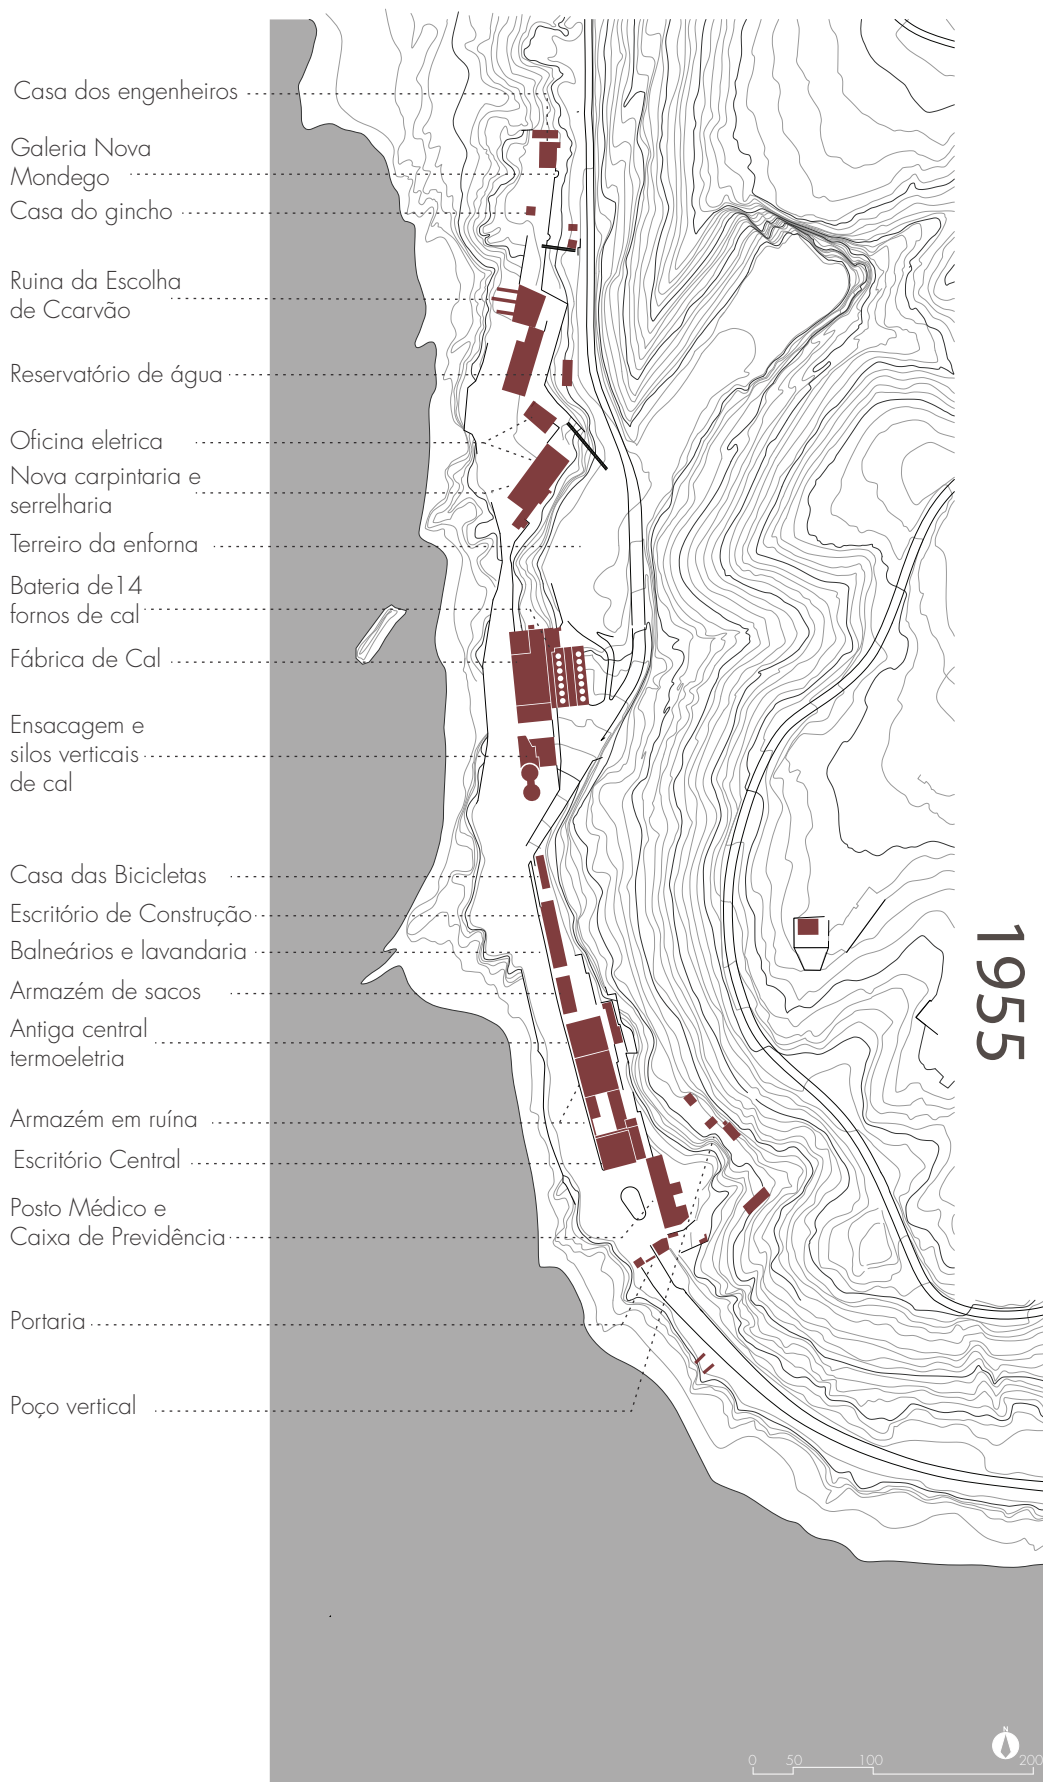 Casa dos engenheiros
Galeria Nova
Mondego
Casa do gincho
Ruina da Escolha
de Ccarvão
Reservatório de água
Oficina eletrica
Nova carpintaria e
serrelharia
Terreiro da enforna
Bateria de14
fornos de cal
Fábrica de Cal
Ensacagem e
silos verticais
de cal
Casa das Bicicletas
Escritório de Construção
Balneários e lavandaria
Armazém de sacos
Antiga central
termoeletria
Armazém em ruína
Escritório Central
Posto Médico e
Caixa de Previdência
Portaria
Poço vertical
1955
N
0 50 100 200